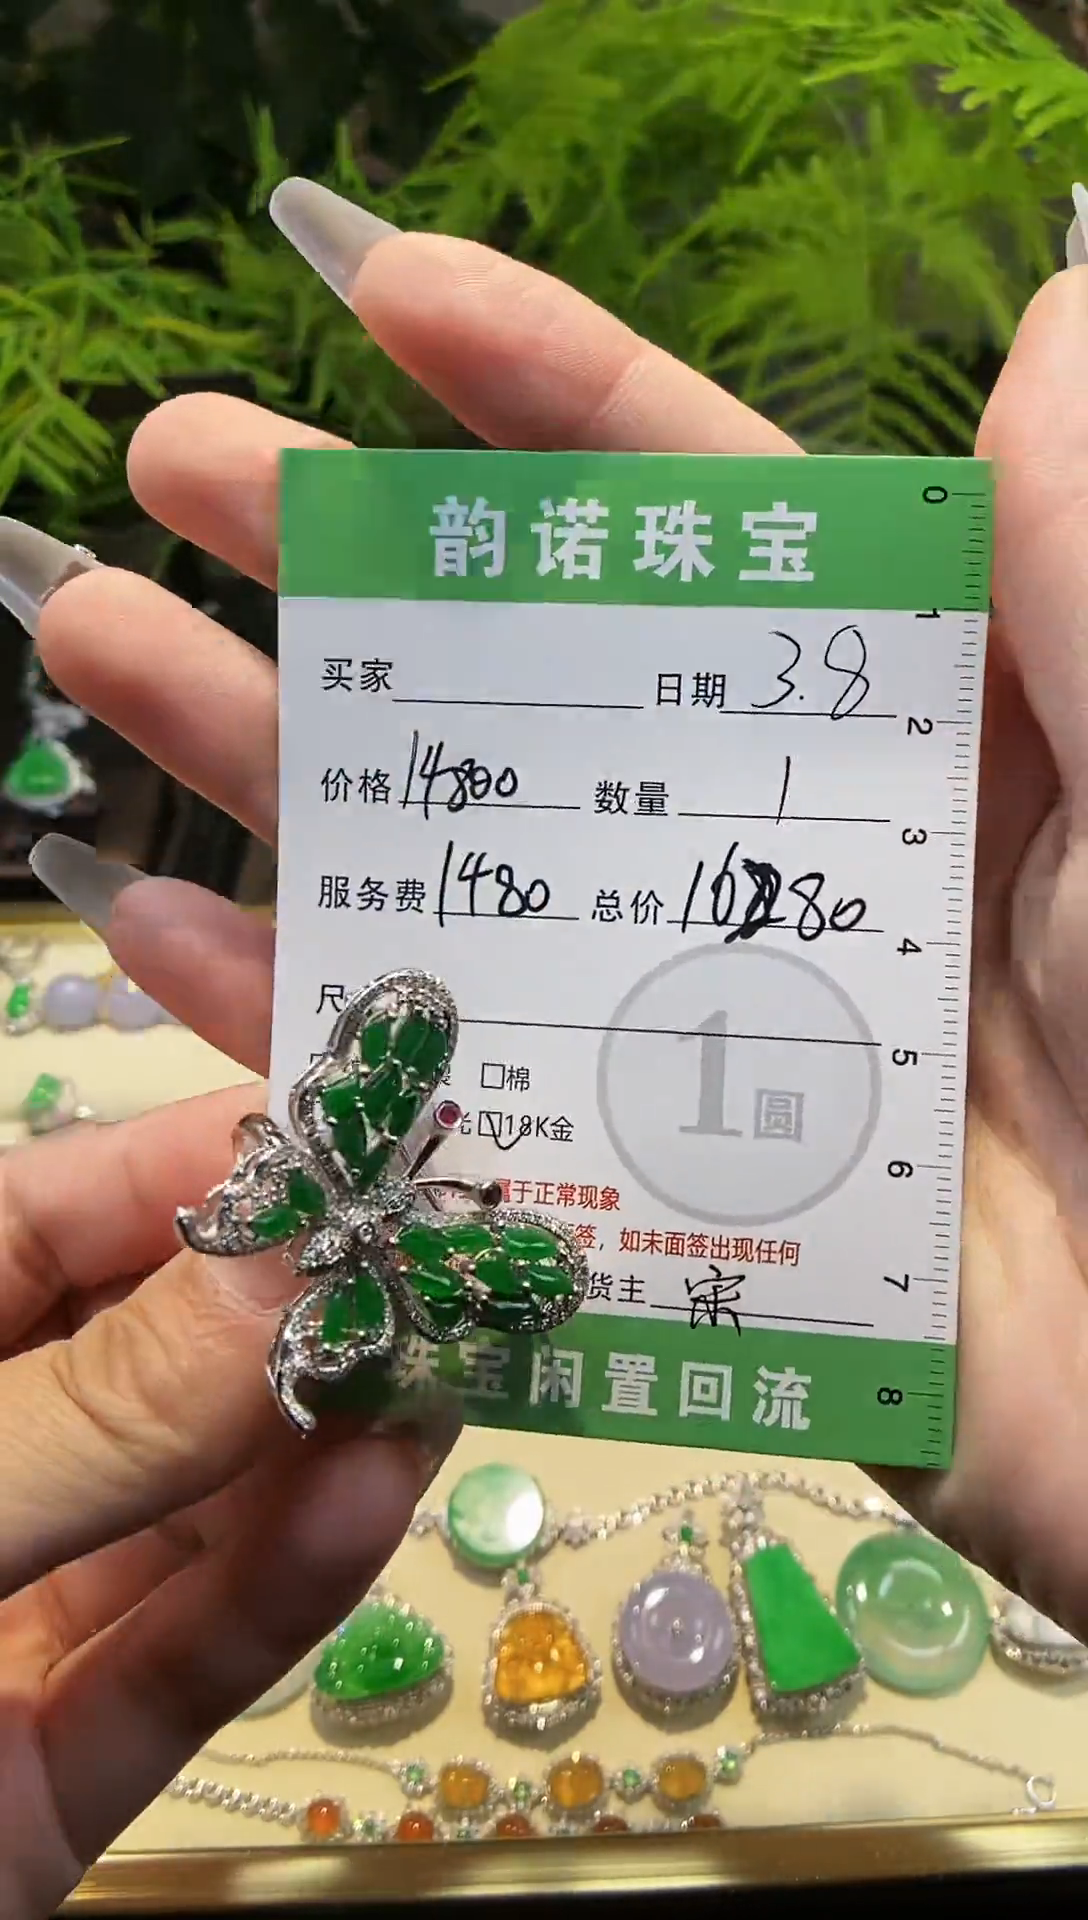 韵诺珠宝
买家 日期 3.8
价格 14800 数量 1
服务费 1480 总价 16280
尺
□棉
光 □18K金
属于正常现象
签，如未面签出现任何
货主 宋
珠宝闲置回流
1圆
0
1
2
3
4
5
6
7
8